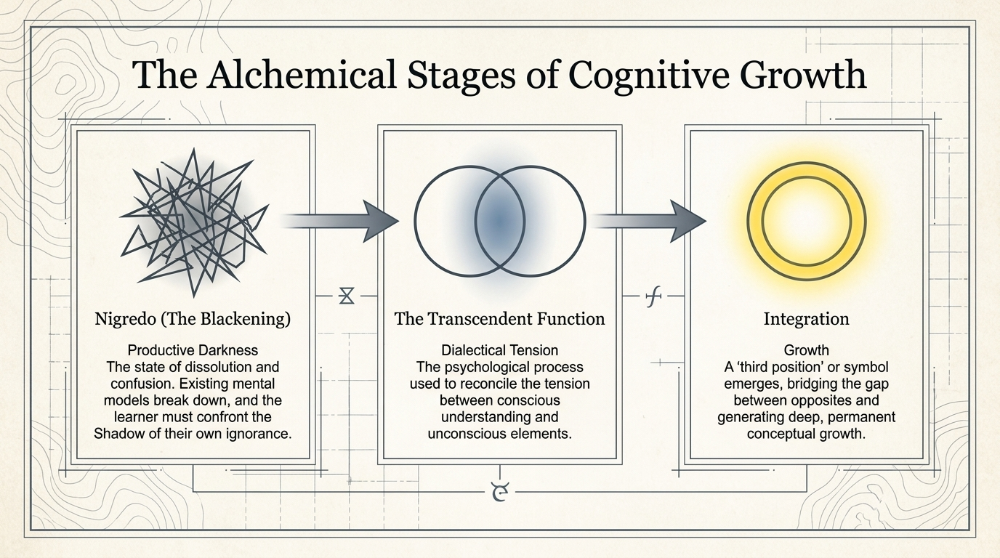 The Alchemical Stages of Cognitive Growth
Nigredo (The Blackening)
Productive Darkness
The state of dissolution and
confusion. Existing mental
models break down, and the
learner must confront the
Shadow of their own ignorance.
The Transcendent Function
Dialectical Tension
The psychological process
used to reconcile the tension
between conscious
understanding and
unconscious elements.
Integration
Growth
A ‘third position’ or symbol
emerges, bridging the gap
between opposites and
generating deep, permanent
conceptual growth.